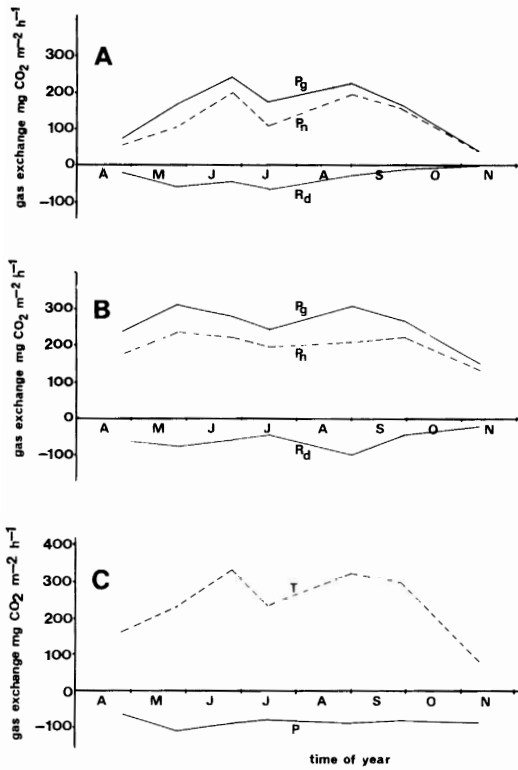 A
gas exchange mg CO₂ m⁻² h⁻¹
300
200
100
0
−100
A M J J A S O N
Pg
Pn
Rd
B
gas exchange mg CO₂ m⁻² h⁻¹
300
200
100
0
−100
A M J J A S O N
Pg
Pn
Rd
C
gas exchange mg CO₂ m⁻² h⁻¹
400
300
200
100
0
−100
A M J J A S O N
T
P
time of year